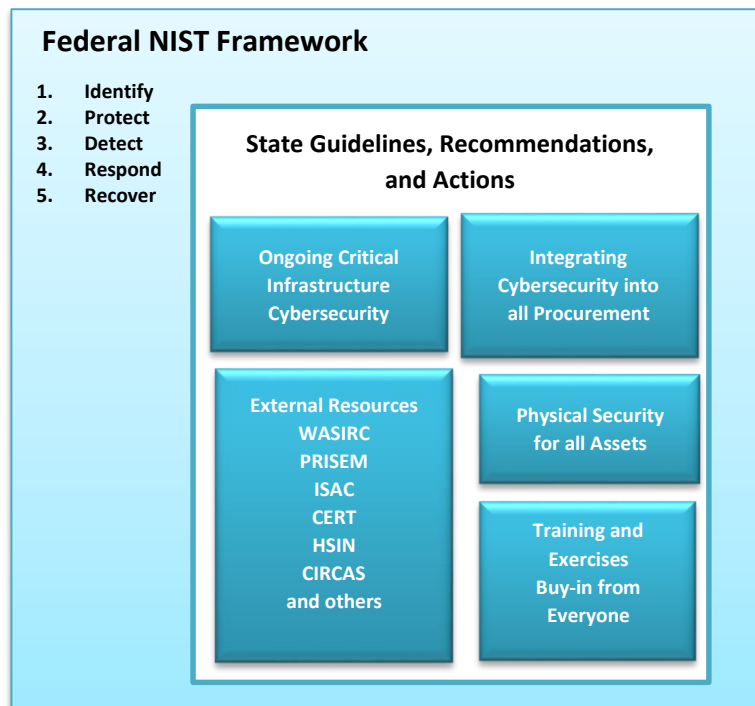 Federal NIST Framework
1. Identify
2. Protect
3. Detect
4. Respond
5. Recover
State Guidelines, Recommendations,
and Actions
Ongoing Critical
Infrastructure
Cybersecurity
Integrating
Cybersecurity into
all Procurement
External Resources
WASIRC
PRISEM
ISAC
CERT
HSIN
CIRCAS
and others
Physical Security
for all Assets
Training and
Exercises
Buy-in from
Everyone